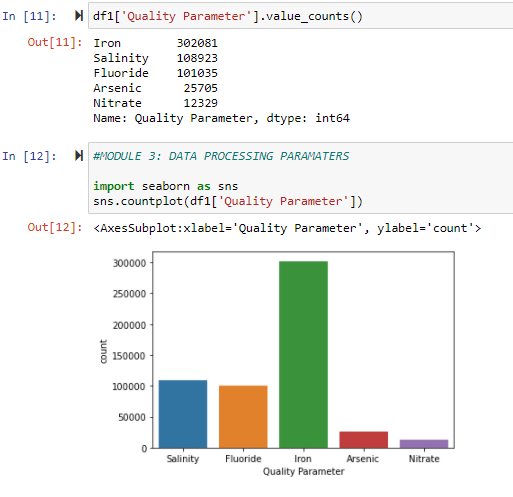 In [11]: df1['Quality Parameter'].value_counts()
Out[11]: Iron 302081
Salinity 108923
Fluoride 101035
Arsenic 25705
Nitrate 12329
Name: Quality Parameter, dtype: int64
In [12]: #MODULE 3: DATA PROCESSING PARAMATERS
import seaborn as sns
sns.countplot(df1['Quality Parameter'])
Out[12]: <AxesSubplot:xlabel='Quality Parameter', ylabel='count'>
300000
250000
200000
150000
100000
50000
0
count
Salinity Fluoride Iron Arsenic Nitrate
Quality Parameter